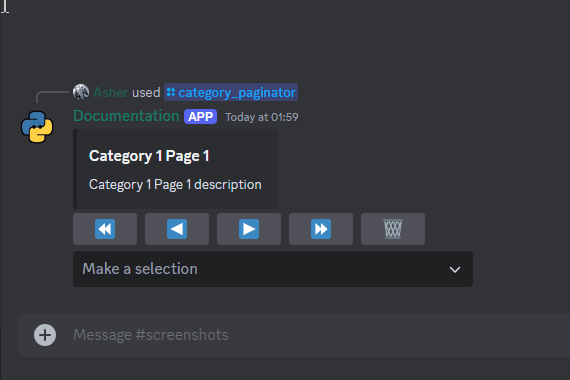 Asher used category_paginator
Documentation APP Today at 01:59
Category 1 Page 1
Category 1 Page 1 description
Make a selection
Message #screenshots